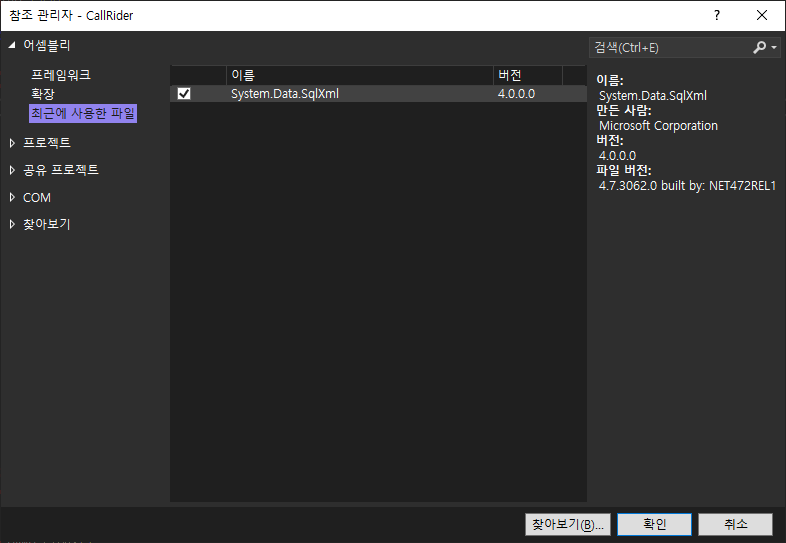 참조 관리자 - CallRider
?
어셈블리
프레임워크
확장
최근에 사용한 파일
프로젝트
공유 프로젝트
COM
찾아보기
이름 버전
System.Data.SqlXml 4.0.0.0
검색(Ctrl+E)
이름:
System.Data.SqlXml
만든 사람:
Microsoft Corporation
버전:
4.0.0.0
파일 버전:
4.7.3062.0 built by: NET472REL1
찾아보기(B)... 확인 취소